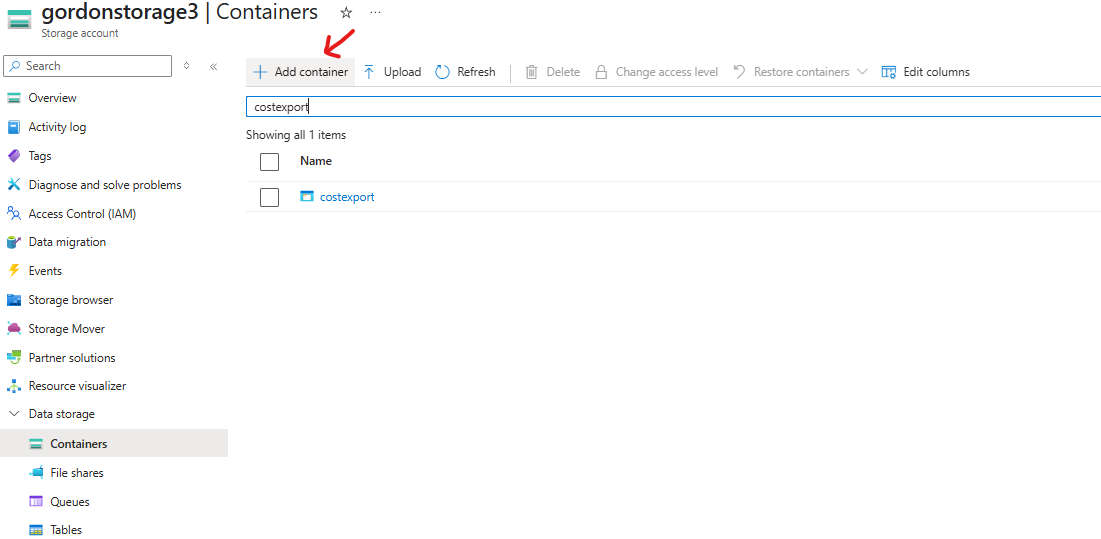 gordonstorage3 | Containers
Storage account
Search
Add container Upload Refresh Delete Change access level Restore containers Edit columns
costexport
Showing all 1 items
Name
costexport
Overview
Activity log
Tags
Diagnose and solve problems
Access Control (IAM)
Data migration
Events
Storage browser
Storage Mover
Partner solutions
Resource visualizer
Data storage
Containers
File shares
Queues
Tables